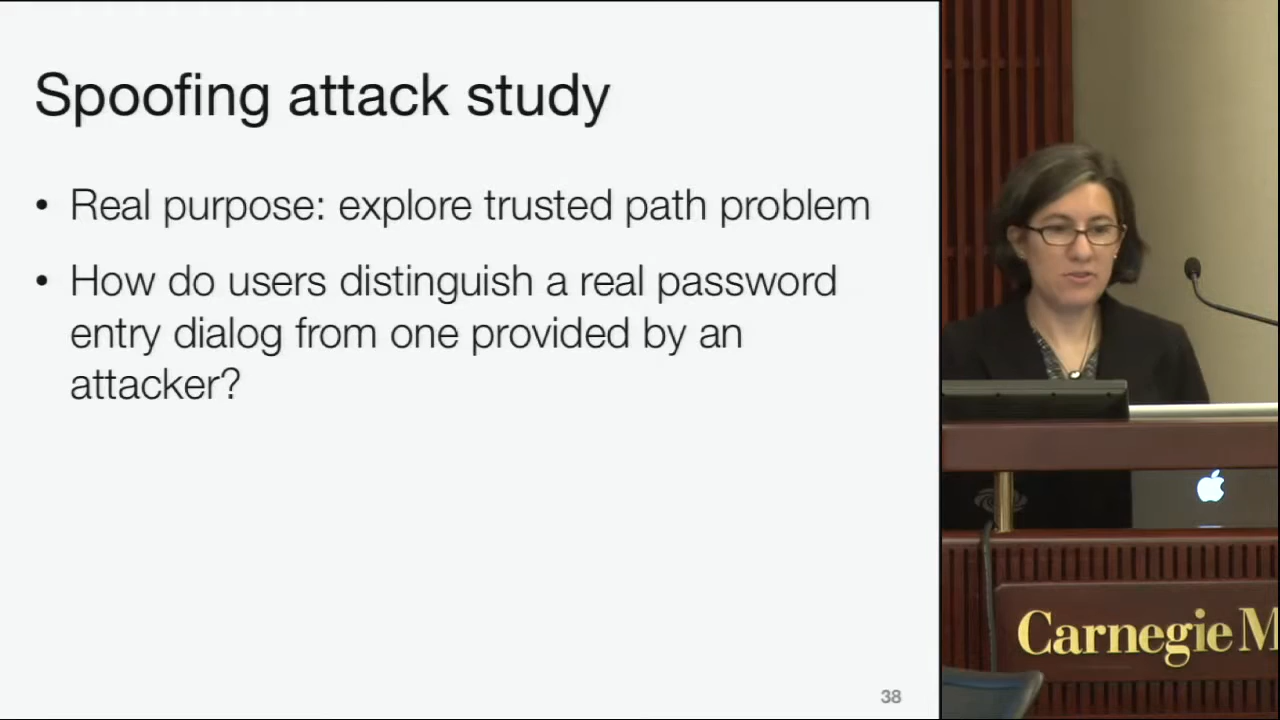 Spoofing attack study
• Real purpose: explore trusted path problem
• How do users distinguish a real password
entry dialog from one provided by an
attacker?
38
Carnegie M